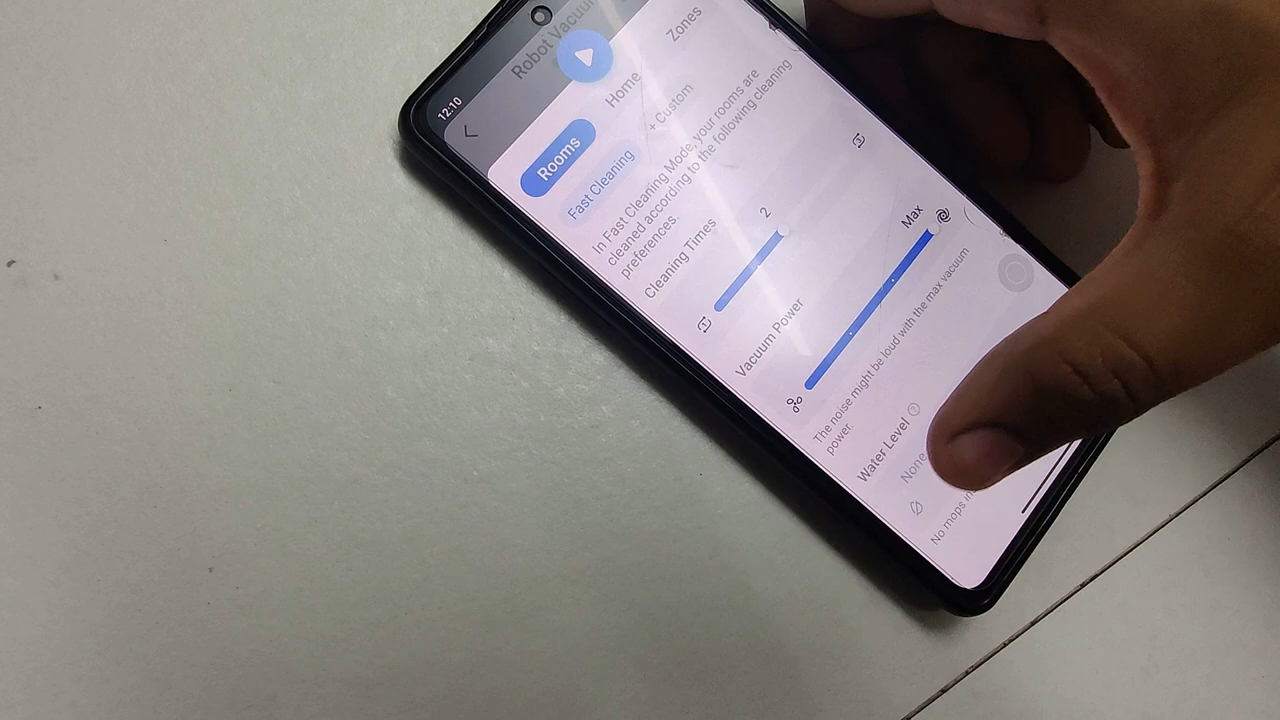 12:10
Robot Vacuum
Rooms
Home
Zones
Fast Cleaning
+ Custom
In Fast Cleaning Mode, your rooms are
cleaned according to the following cleaning
preferences.
Cleaning Times
2
Vacuum Power
Max
The noise might be loud with the max vacuum
power.
Water Level
None
No mops